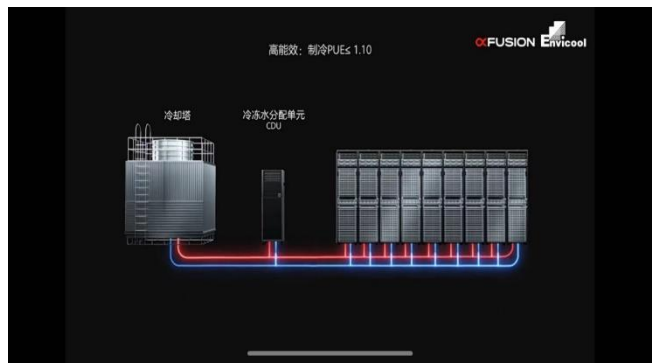 xFUSION Envicool
高能效：制冷PUE≤ 1.10
冷却塔
冷冻水分配单元
CDU